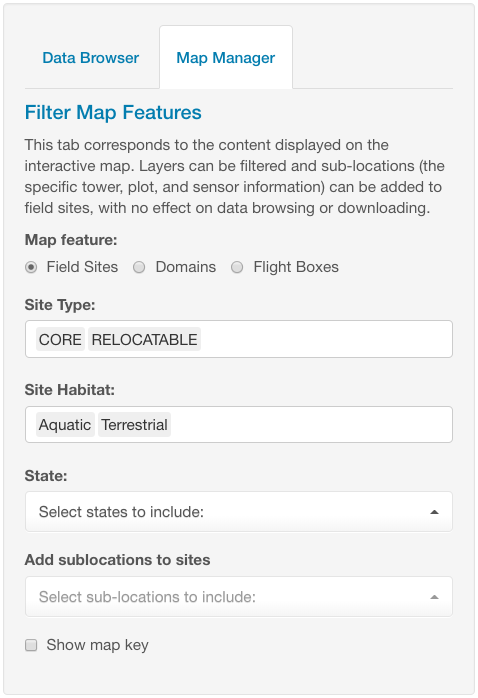 Data Browser Map Manager
Filter Map Features
This tab corresponds to the content displayed on the
interactive map. Layers can be filtered and sub-locations (the
specific tower, plot, and sensor information) can be added to
field sites, with no effect on data browsing or downloading.
Map feature:
Field Sites Domains Flight Boxes
Site Type:
CORE RELOCATABLE
Site Habitat:
Aquatic Terrestrial
State:
Select states to include:
Add sublocations to sites
Select sub-locations to include:
Show map key